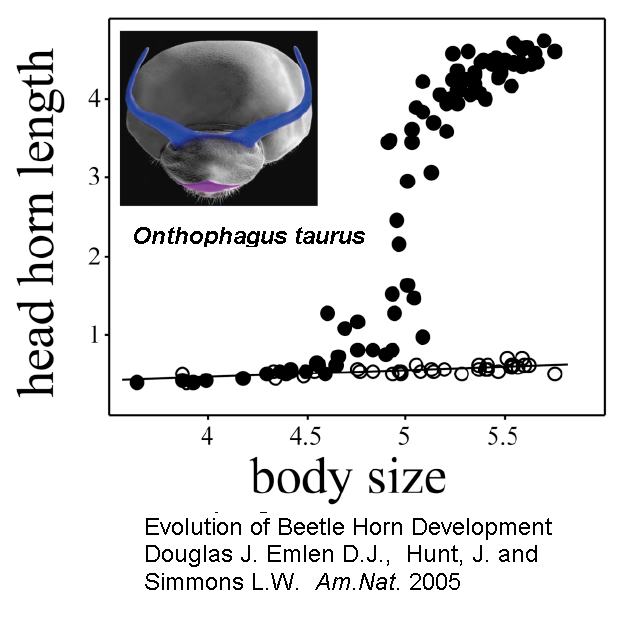 head horn length
4
3
2
1
Onthophagus taurus
4 4.5 5 5.5
body size
Evolution of Beetle Horn Development
Douglas J. Emlen D.J., Hunt, J. and
Simmons L.W. Am.Nat. 2005